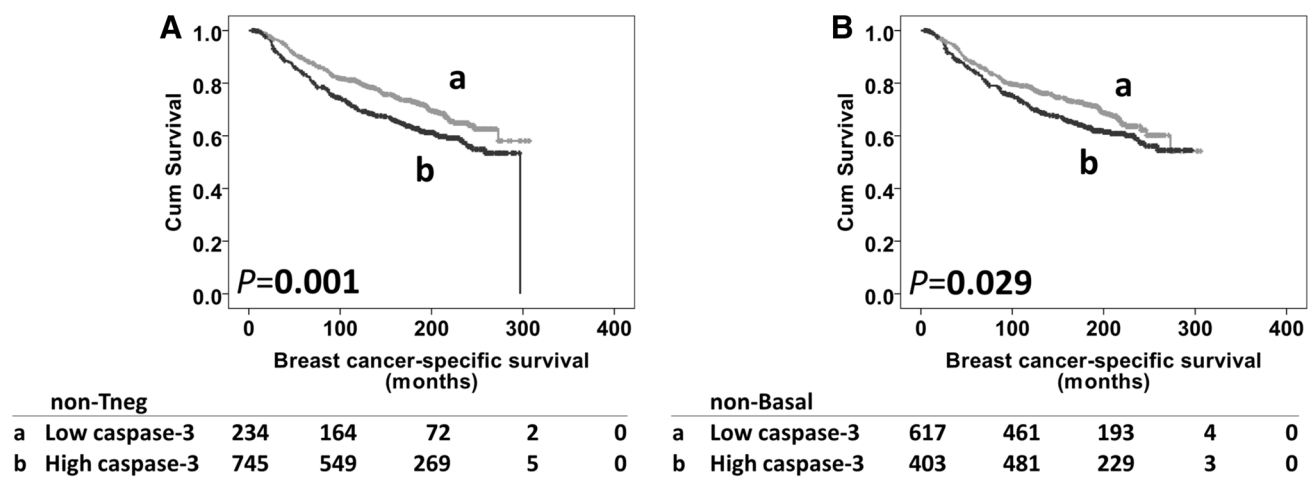 A
Cum Survival
1.0
0.8
0.6
0.4
0.2
0.0
a
b
P=0.001
0 100 200 300 400
Breast cancer-specific survival
(months)
non-Tneg
a Low caspase-3 234 164 72 2 0
b High caspase-3 745 549 269 5 0
B
Cum Survival
1.0
0.8
0.6
0.4
0.2
0.0
a
b
P=0.029
0 100 200 300 400
Breast cancer-specific survival
(months)
non-Basal
a Low caspase-3 617 461 193 4 0
b High caspase-3 403 481 229 3 0